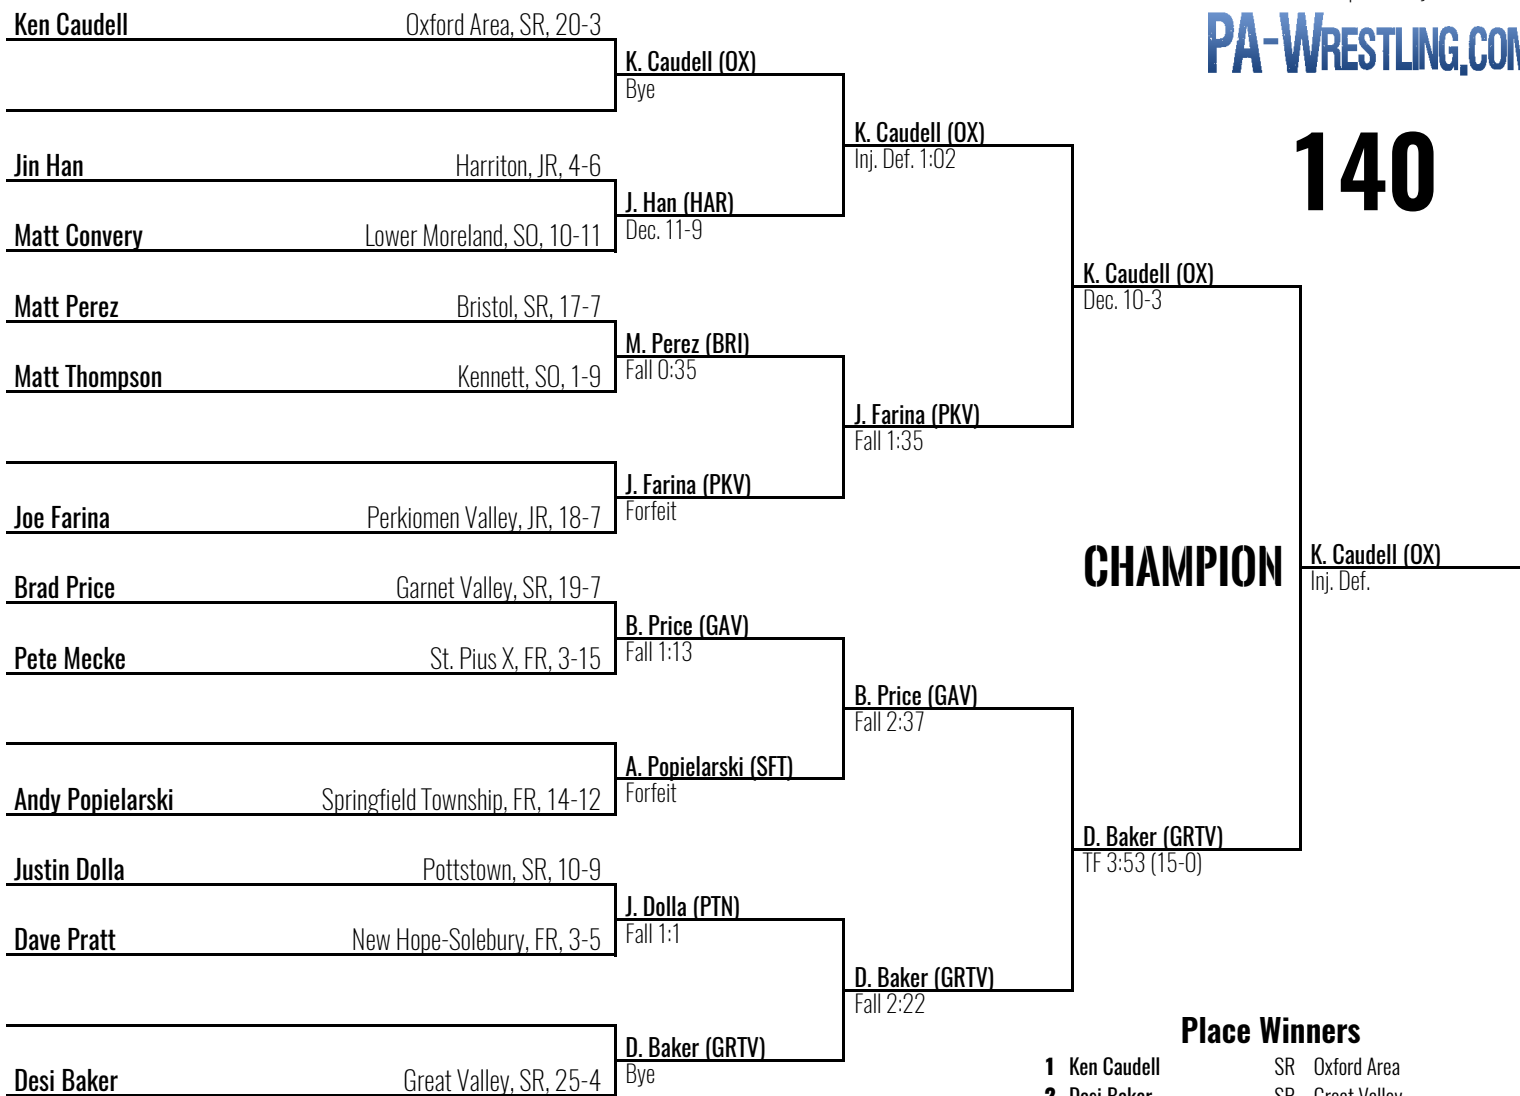 PA-WRESTLING.COM
140
Ken Caudell Oxford Area, SR, 20-3
K. Caudell (OX)
Bye
K. Caudell (OX)
Inj. Def. 1:02
Jin Han Harriton, JR, 4-6
J. Han (HAR)
Dec. 11-9
Matt Convery Lower Moreland, SO, 10-11
K. Caudell (OX)
Dec. 10-3
Matt Perez Bristol, SR, 17-7
M. Perez (BRI)
Fall 0:35
Matt Thompson Kennett, SO, 1-9
J. Farina (PKV)
Fall 1:35
J. Farina (PKV)
Forfeit
Joe Farina Perkiomen Valley, JR, 18-7
CHAMPION
K. Caudell (OX)
Inj. Def.
Brad Price Garnet Valley, SR, 19-7
B. Price (GAV)
Fall 1:13
Pete Mecke St. Pius X, FR, 3-15
B. Price (GAV)
Fall 2:37
A. Popielarski (SFT)
Forfeit
Andy Popielarski Springfield Township, FR, 14-12
D. Baker (GRTV)
TF 3:53 (15-0)
Justin Dolla Pottstown, SR, 10-9
J. Dolla (PTN)
Fall 1:1
Dave Pratt New Hope-Solebury, FR, 3-5
D. Baker (GRTV)
Fall 2:22
D. Baker (GRTV)
Bye
Desi Baker Great Valley, SR, 25-4
Place Winners
1 Ken Caudell SR Oxford Area
2 Desi Baker SR Great Valley